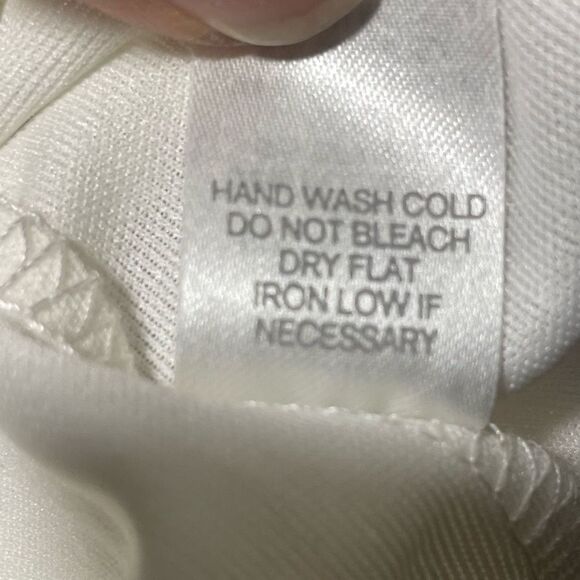 HAND WASH COLD
DO NOT BLEACH
DRY FLAT
IRON LOW IF
NECESSARY